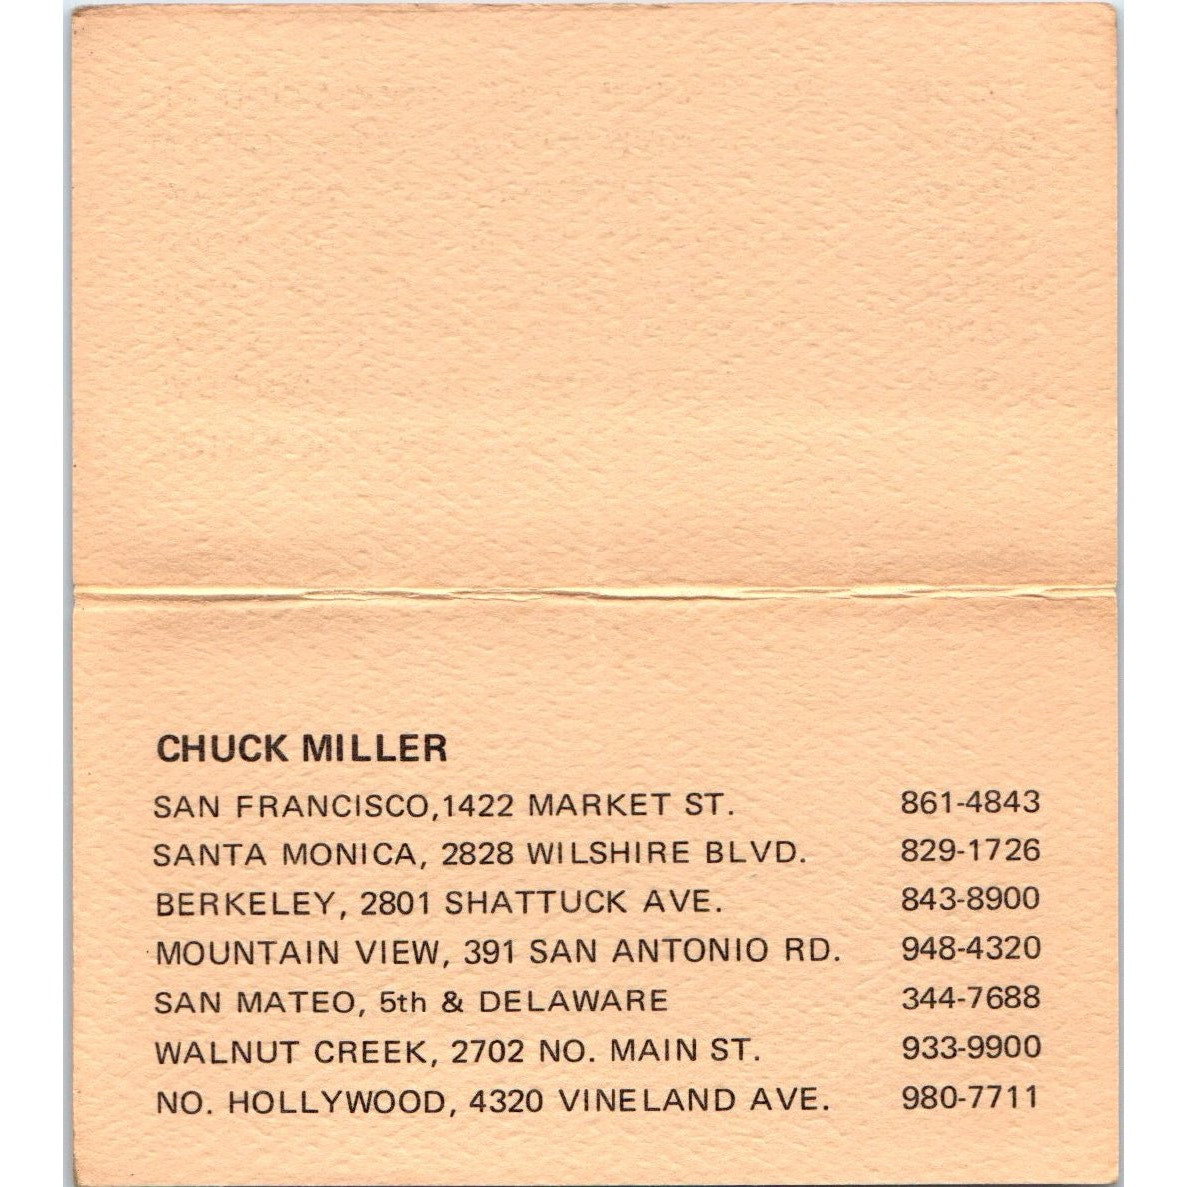 CHUCK MILLER
SAN FRANCISCO,1422 MARKET ST. 861-4843
SANTA MONICA, 2828 WILSHIRE BLVD. 829-1726
BERKELEY, 2801 SHATTUCK AVE. 843-8900
MOUNTAIN VIEW, 391 SAN ANTONIO RD. 948-4320
SAN MATEO, 5th & DELAWARE 344-7688
WALNUT CREEK, 2702 NO. MAIN ST. 933-9900
NO. HOLLYWOOD, 4320 VINELAND AVE. 980-7711